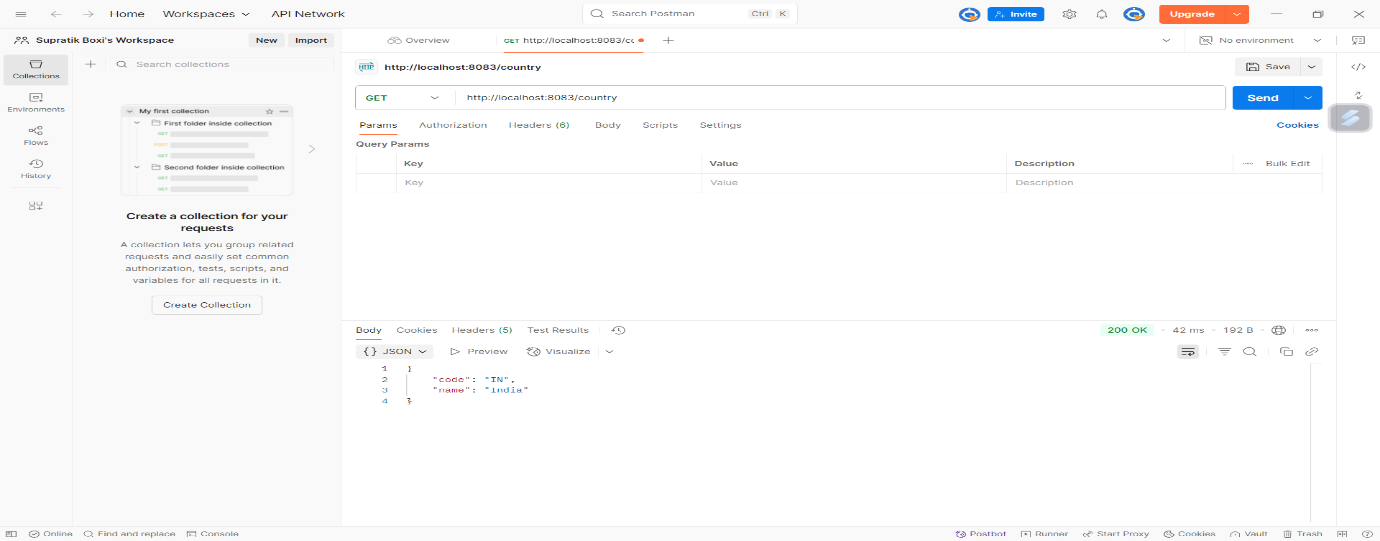 Home Workspaces API Network Search Postman Ctrl K Invite Upgrade
Supratik Boxi's Workspace New Import Overview GET http://localhost:8083/cc No environment
Collections
Search collections
http://localhost:8083/country Save
Environments
Flows
History
My first collection
First folder inside collection
GET
POST
GET
Second folder inside collection
GET
GET
Create a collection for your
requests
A collection lets you group related
requests and easily set common
authorization, tests, scripts, and
variables for all requests in it.
Create Collection
GET http://localhost:8083/country Send
Params Authorization Headers (6) Body Scripts Settings Cookies
Query Params
Key Value Description Bulk Edit
Key Value Description
Body Cookies Headers (5) Test Results 200 OK 42 ms 192 B
{} JSON Preview Visualize
1 {
2 "code": "IN",
3 "name": "India"
4 }
Online Find and replace Console Postbot Runner Start Proxy Cookies Vault Trash